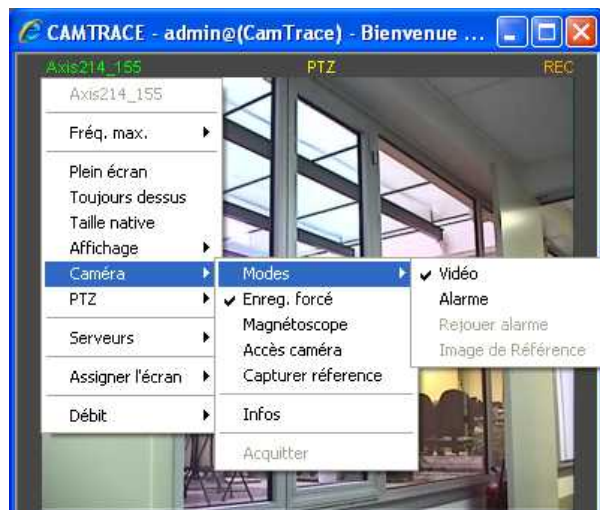 CAMTRACE - admin@(CamTrace) - Bienvenue ...
Axis214_155 PTZ REC
Axis214_155
Fréq. max.
Plein écran
Toujours dessus
Taille native
Affichage
Caméra
PTZ
Serveurs
Assigner l'écran
Débit
Modes
Enreg. forcé
Magnétoscope
Accès caméra
Capturer réference
Infos
Acquitter
Vidéo
Alarme
Rejouer alarme
Image de Référence